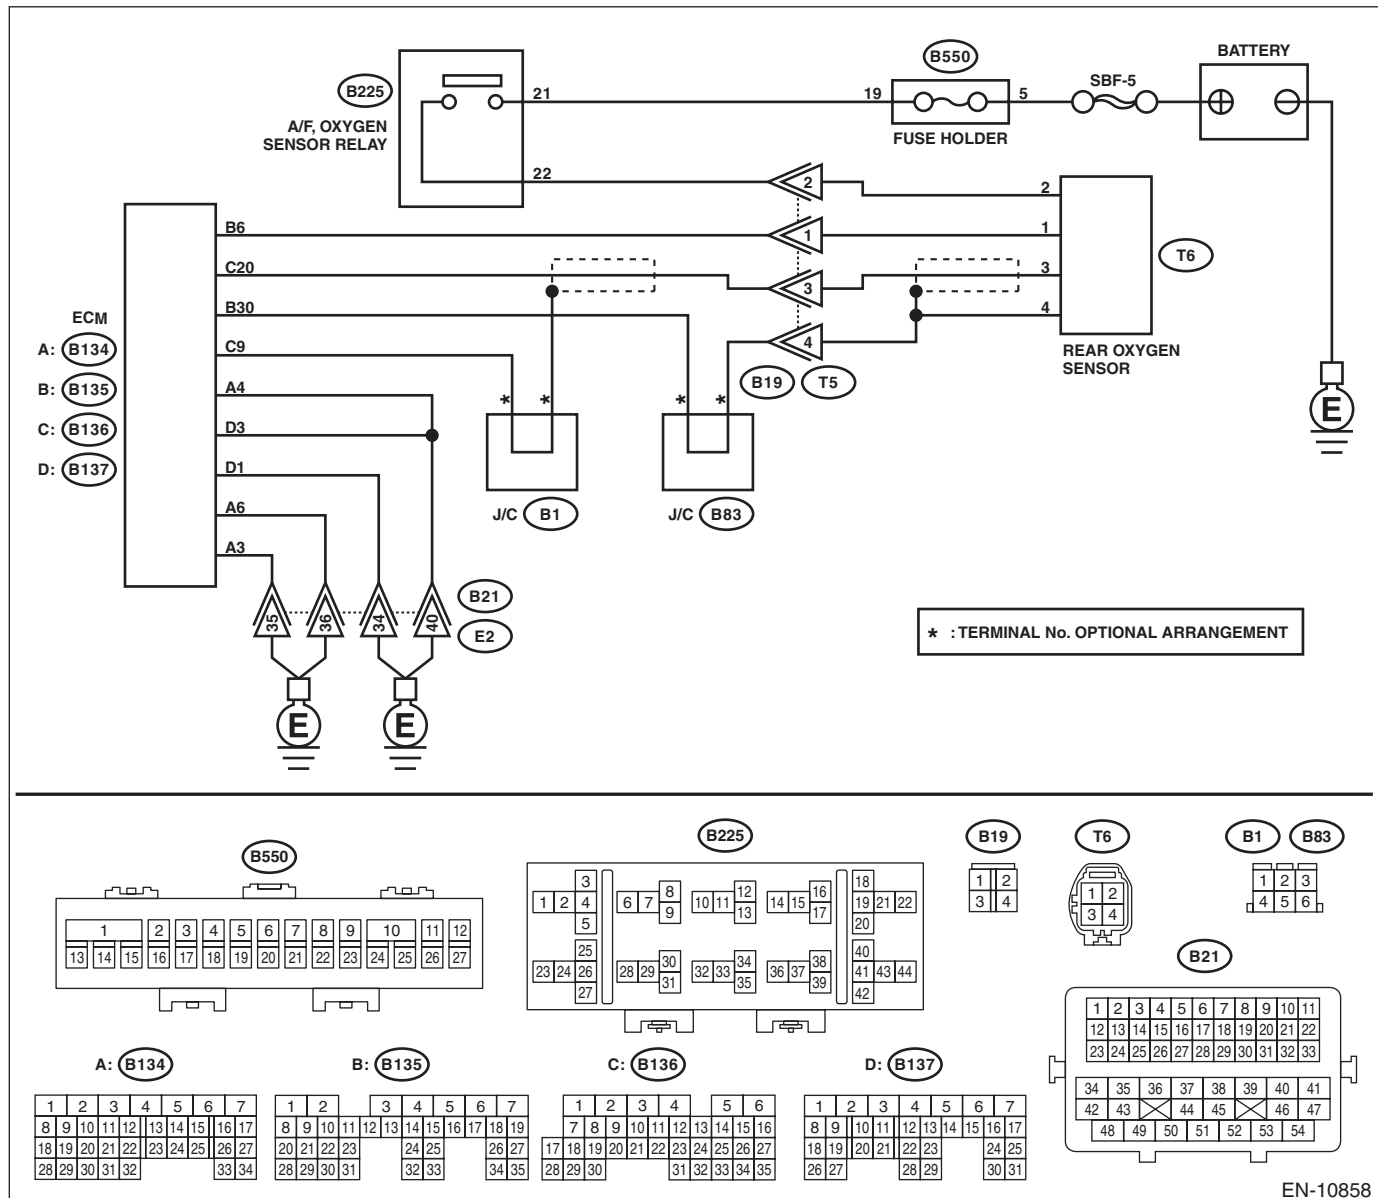 BATTERY
B550
SBF-5
B225
21
19
5
A/F, OXYGEN
SENSOR RELAY
FUSE HOLDER
22
2
2
B6
1
1
C20
3
3
T6
B30
4
4
ECM
A: B134
C9
REAR OXYGEN
SENSOR
B: B135
A4
B19
T5
* * * *
C: B136
D3
D: B137
D1
A6
J/C B1
J/C B83
A3
E
35 36 34 40
B21
E2
* : TERMINAL No. OPTIONAL ARRANGEMENT
E E
B550
1 2 3 4 5 6 7 8 9 10 11 12
13 14 15 16 17 18 19 20 21 22 23 24 25 26 27
B225
3 8 12 16 18
1 2 4 6 7 10 11 14 15 19 21 22
5 9 13 17 20
25 30 34 38 40
23 24 26 28 29 32 33 36 37 41 43 44
27 31 35 39 42
B19
1 2
3 4
T6
1 2
3 4
B1 B83
1 2 3
4 5 6
B21
1 2 3 4 5 6 7 8 9 10 11
12 13 14 15 16 17 18 19 20 21 22
23 24 25 26 27 28 29 30 31 32 33
34 35 36 37 38 39 40 41
42 43 44 45 46 47
48 49 50 51 52 53 54
A: B134
1 2 3 4 5 6 7
8 9 10 11 12 13 14 15 16 17
18 19 20 21 22 23 24 25 26 27
28 29 30 31 32 33 34
B: B135
1 2 3 4 5 6 7
8 9 10 11 12 13 14 15 16 17 18 19
20 21 22 23 24 25 26 27
28 29 30 31 32 33 34 35
C: B136
1 2 3 4 5 6
7 8 9 10 11 12 13 14 15 16
17 18 19 20 21 22 23 24 25 26 27
28 29 30 31 32 33 34 35
D: B137
1 2 3 4 5 6 7
8 9 10 11 12 13 14 15 16 17
18 19 20 21 22 23 24 25
26 27 28 29 30 31
EN-10858